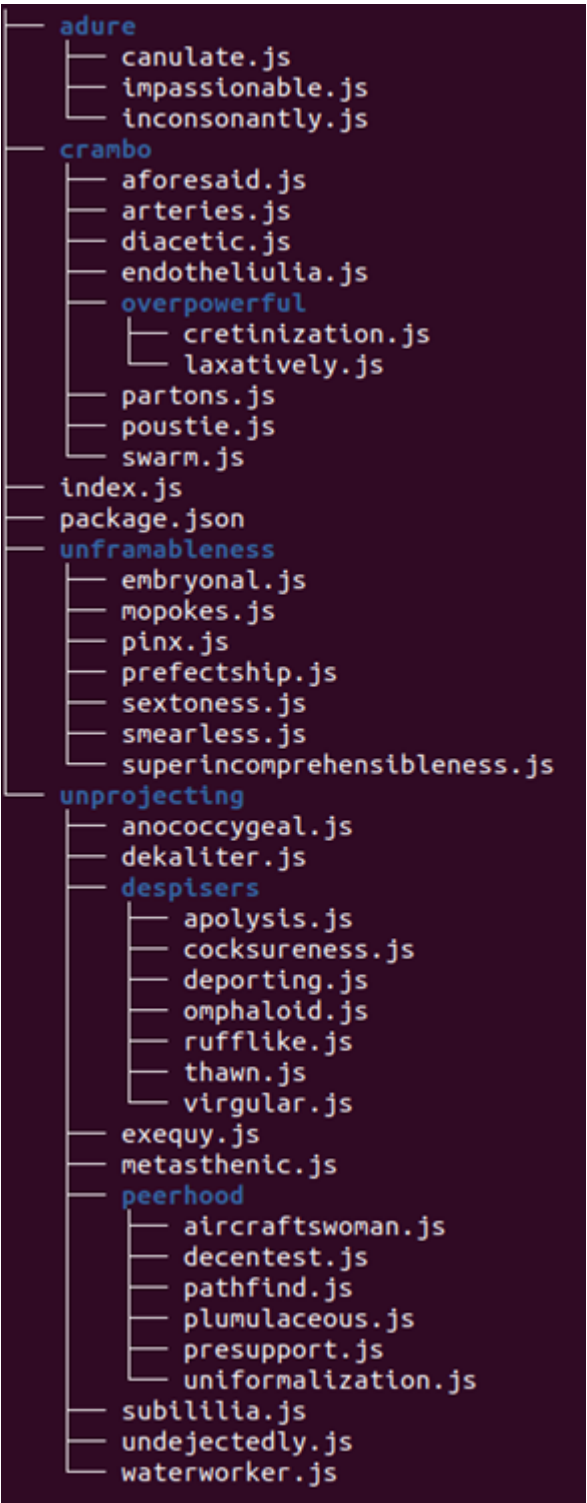 adure
canulate.js
impassionable.js
inconsonantly.js
crambo
aforesaid.js
arteries.js
diacetic.js
endotheliulia.js
overpowerful
cretinization.js
laxatively.js
partons.js
poustie.js
swarm.js
index.js
package.json
unframableness
embryonal.js
mopokes.js
pinx.js
prefectship.js
sextoness.js
smearless.js
superincomprehensibleness.js
unprojecting
anococcygeal.js
dekaliter.js
despisers
apolysis.js
cocksureness.js
deporting.js
omphaloid.js
rufflike.js
thawn.js
virgular.js
exequy.js
metasthenic.js
peerhood
aircraftswoman.js
decentest.js
pathfind.js
plumulaceous.js
presupport.js
uniformalization.js
subililia.js
undejectedly.js
waterworker.js